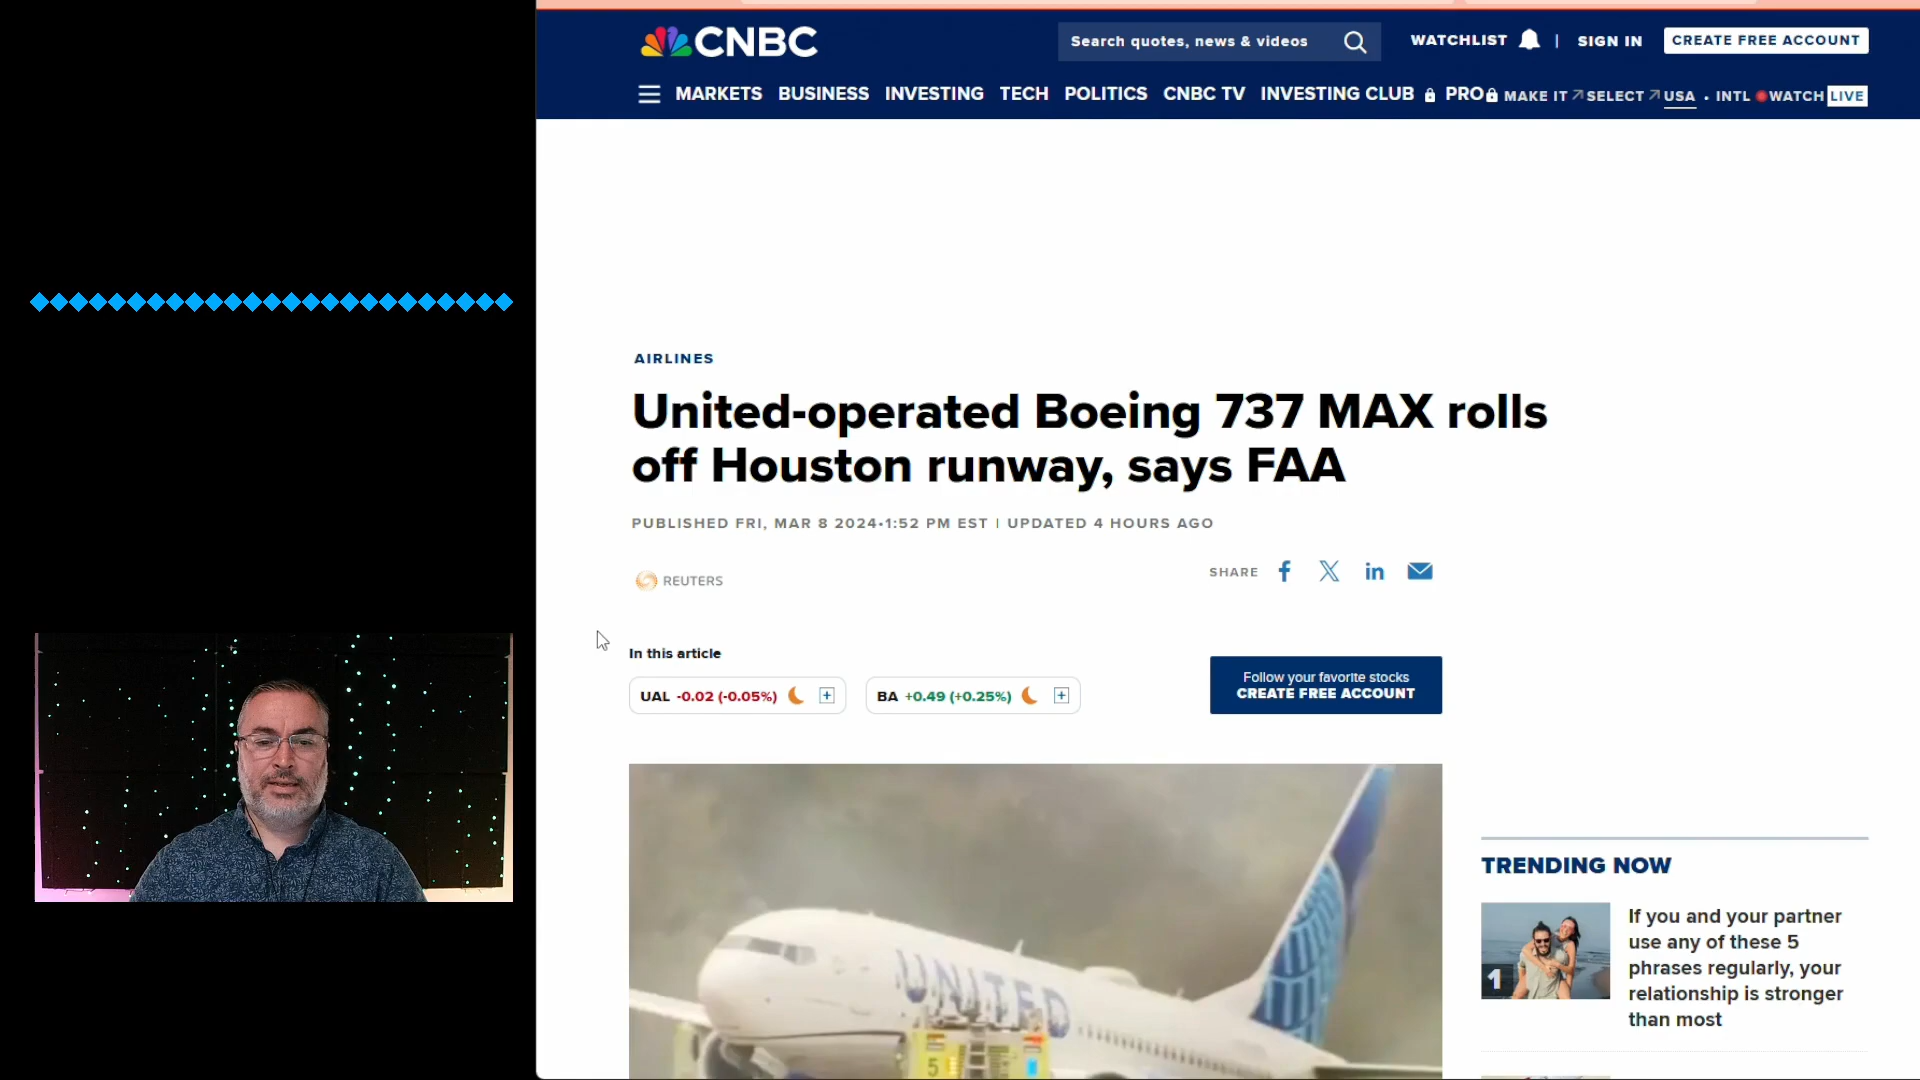 CNBC
Search quotes, news & videos
WATCHLIST | SIGN IN
CREATE FREE ACCOUNT
MARKETS BUSINESS INVESTING TECH POLITICS CNBC TV INVESTING CLUB PRO MAKE IT SELECT USA • INTL WATCH LIVE
AIRLINES
United-operated Boeing 737 MAX rolls
off Houston runway, says FAA
PUBLISHED FRI, MAR 8 2024•1:52 PM EST | UPDATED 4 HOURS AGO
REUTERS
SHARE
In this article
UAL -0.02 (-0.05%)
BA +0.49 (+0.25%)
Follow your favorite stocks
CREATE FREE ACCOUNT
UNITED
5
TRENDING NOW
1
If you and your partner
use any of these 5
phrases regularly, your
relationship is stronger
than most